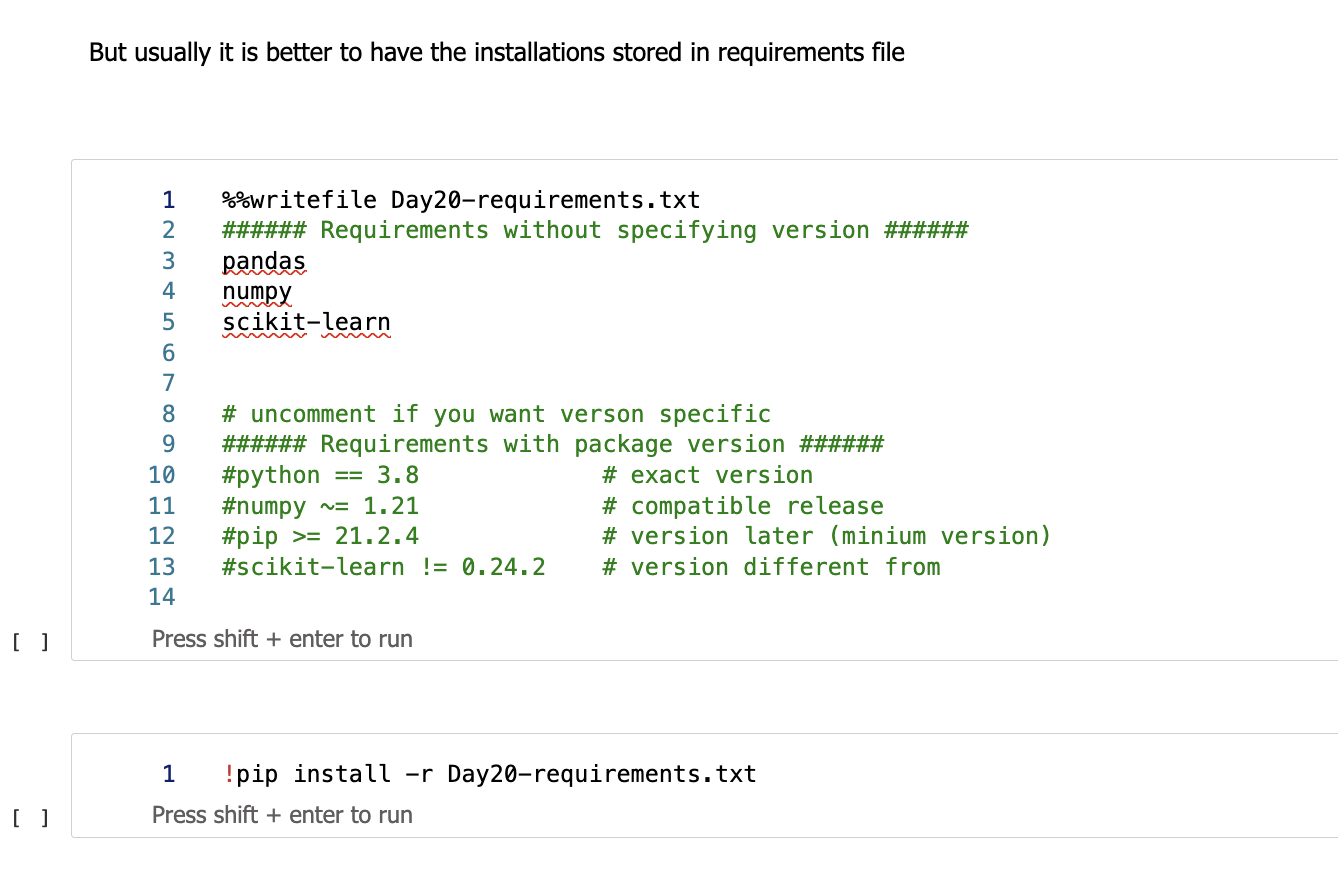 But usually it is better to have the installations stored in requirements file
1 %%writefile Day20-requirements.txt
2 ###### Requirements without specifying version ######
3 pandas
4 numpy
5 scikit-learn
6
7
8 # uncomment if you want verson specific
9 ###### Requirements with package version ######
10 #python == 3.8 # exact version
11 #numpy ~= 1.21 # compatible release
12 #pip >= 21.2.4 # version later (minium version)
13 #scikit-learn != 0.24.2 # version different from
14
[ ] Press shift + enter to run
1 !pip install -r Day20-requirements.txt
[ ] Press shift + enter to run